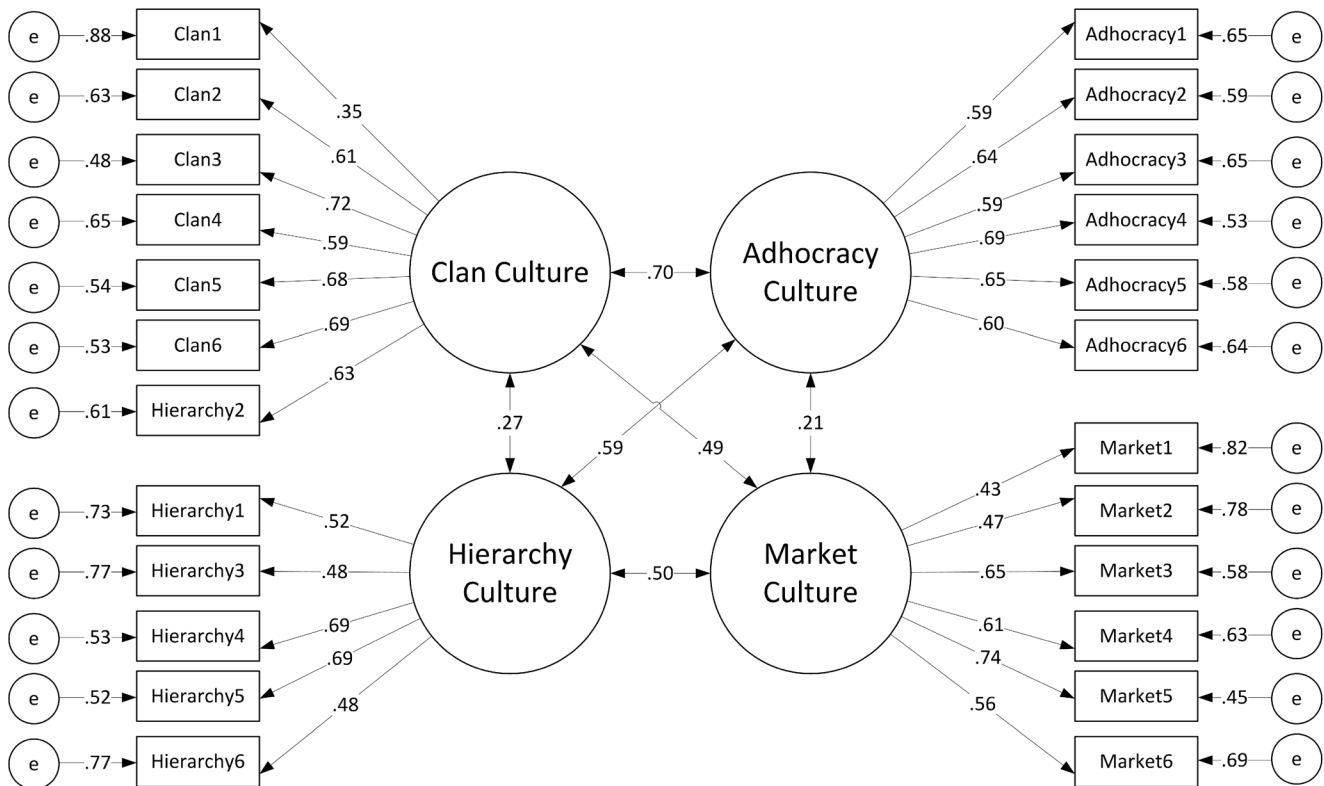 e .88 Clan1
e .63 Clan2
e .48 Clan3
e .65 Clan4
e .54 Clan5
e .53 Clan6
e .61 Hierarchy2
.35
.61
.72
.59
.68
.69
.63
Clan Culture
.70
Adhocracy
Culture
.59
.64
.59
.69
.65
.60
Adhocracy1 .65 e
Adhocracy2 .59 e
Adhocracy3 .65 e
Adhocracy4 .53 e
Adhocracy5 .58 e
Adhocracy6 .64 e
.27
.59
.49
.21
e .73 Hierarchy1
e .77 Hierarchy3
e .53 Hierarchy4
e .52 Hierarchy5
e .77 Hierarchy6
.52
.48
.69
.69
.48
Hierarchy
Culture
.50
Market
Culture
.43
.47
.65
.61
.74
.56
Market1 .82 e
Market2 .78 e
Market3 .58 e
Market4 .63 e
Market5 .45 e
Market6 .69 e